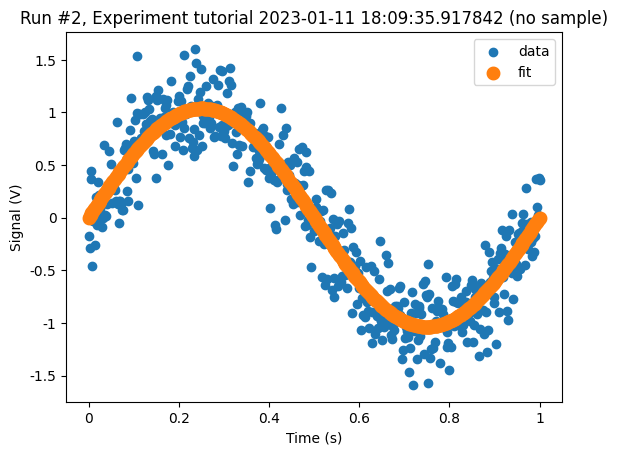 Run #2, Experiment tutorial 2023-01-11 18:09:35.917842 (no sample)
data
fit
Signal (V)
1.5
1
0.5
0
-0.5
-1
-1.5
0 0.2 0.4 0.6 0.8 1
Time (s)